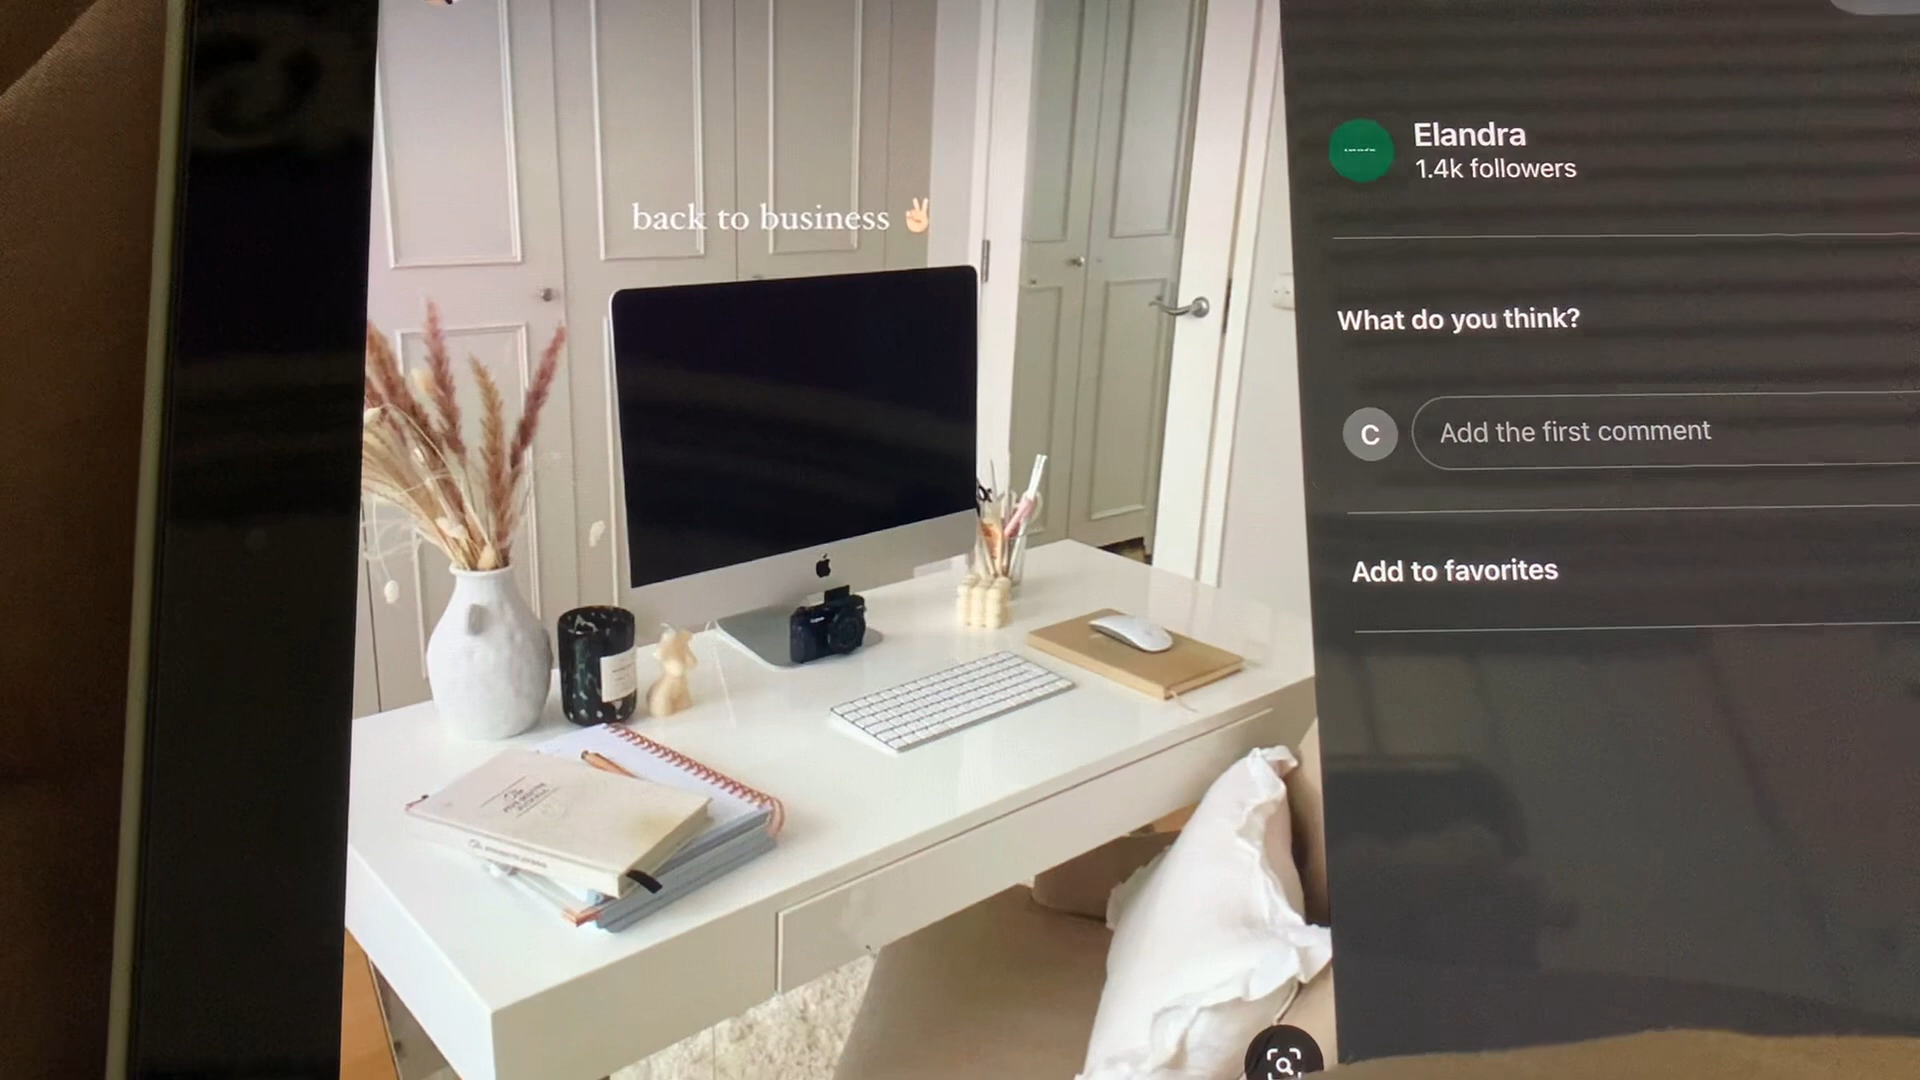 back to business ✌🏻
Elandra
1.4k followers
What do you think?
C
Add the first comment
Add to favorites